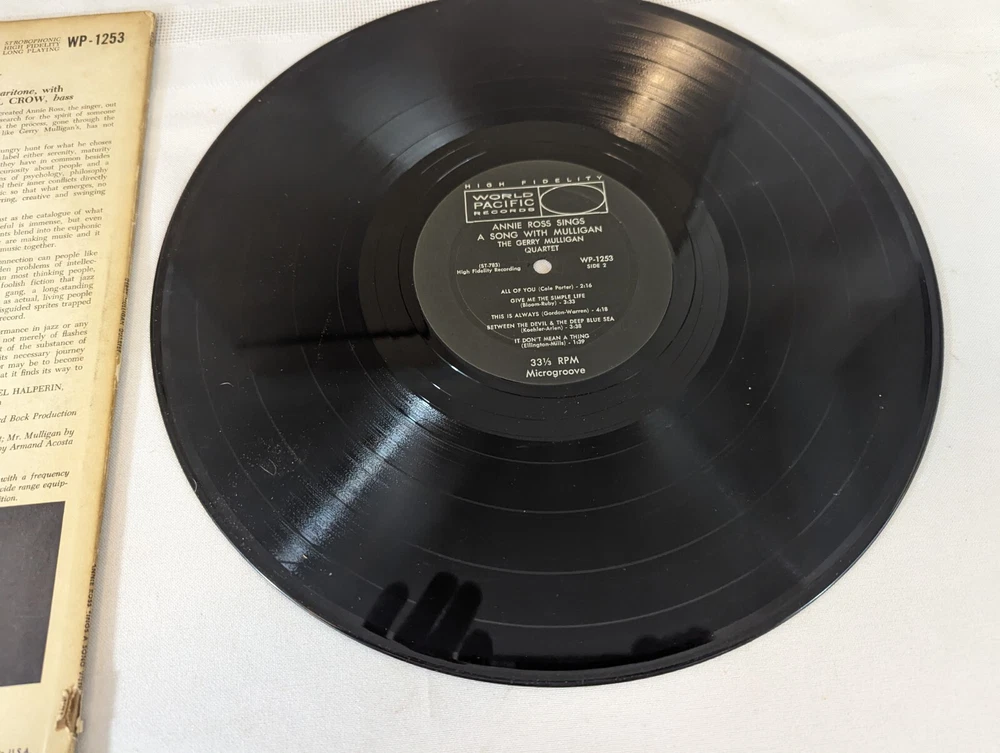 STROBOPHONIC
HIGH FIDELITY
LONG PLAYING
WP-1253
baritone, with
CROW, bass
created Annie Ross, the singer, out
search for the spirit of someone
the process, gone through the
like Gerry Mulligan's, has not
hungry hunt for what he chose
label either serenity, maturity
they have in common besides
curiosity about people and a
of psychology, philosophy
their inner conflicts directly
so that what emerges, no
creative and swinging
as the catalogue of what
is immense, but even
blend into the euphonic
are making music and it
music together.
connection can people like
problems of intellec-
most thinking people,
foolish fiction that jazz
gang, a long-standing
as actual, living people
disguised sprites trapped
record.
performance in jazz or any
not merely of flashes
of the substance of
its necessary journey
or may be to become
that it finds its way to
HALPERIN,
Bock Production
Mr. Mulligan by
by Armand Acosta
with a frequency
wide range equip-
HIGH FIDELITY
WORLD
PACIFIC
RECORDS
ANNIE ROSS SINGS
A SONG WITH MULLIGAN
THE GERRY MULLIGAN
QUARTET
(ST-783)
High Fidelity Recording
WP-1253
SIDE 2
ALL OF YOU (Cole Porter) - 2:16
GIVE ME THE SIMPLE LIFE
(Bloom-Ruby) - 2:35
THIS IS ALWAYS (Gordon-Warren) - 4:18
BETWEEN THE DEVIL & THE DEEP BLUE SEA
(Koehler-Arlen) - 3:38
IT DON'T MEAN A THING
(Ellington-Mills) - 1:39
33⅓ RPM
Microgroove